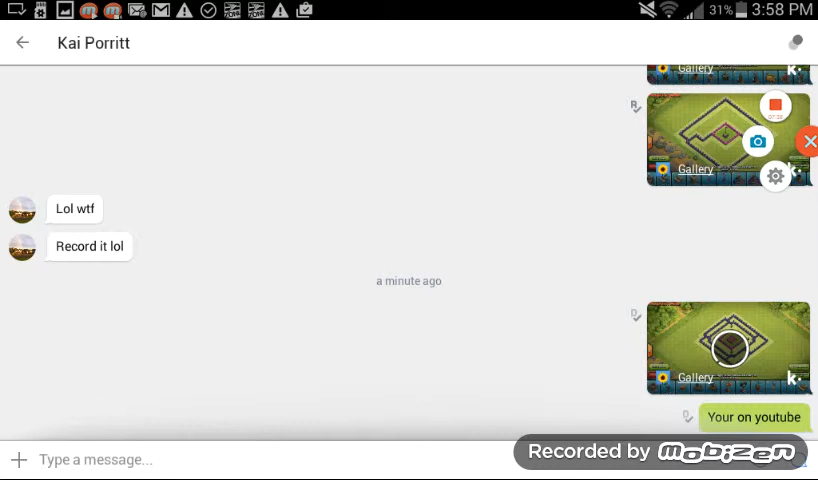 31% 3:58 PM
Kai Porritt
Gallery
k.
R
Gallery
k.
Lol wtf
Record it lol
a minute ago
D
Gallery
k.
D
Your on youtube
Type a message...
Recorded by mobizen